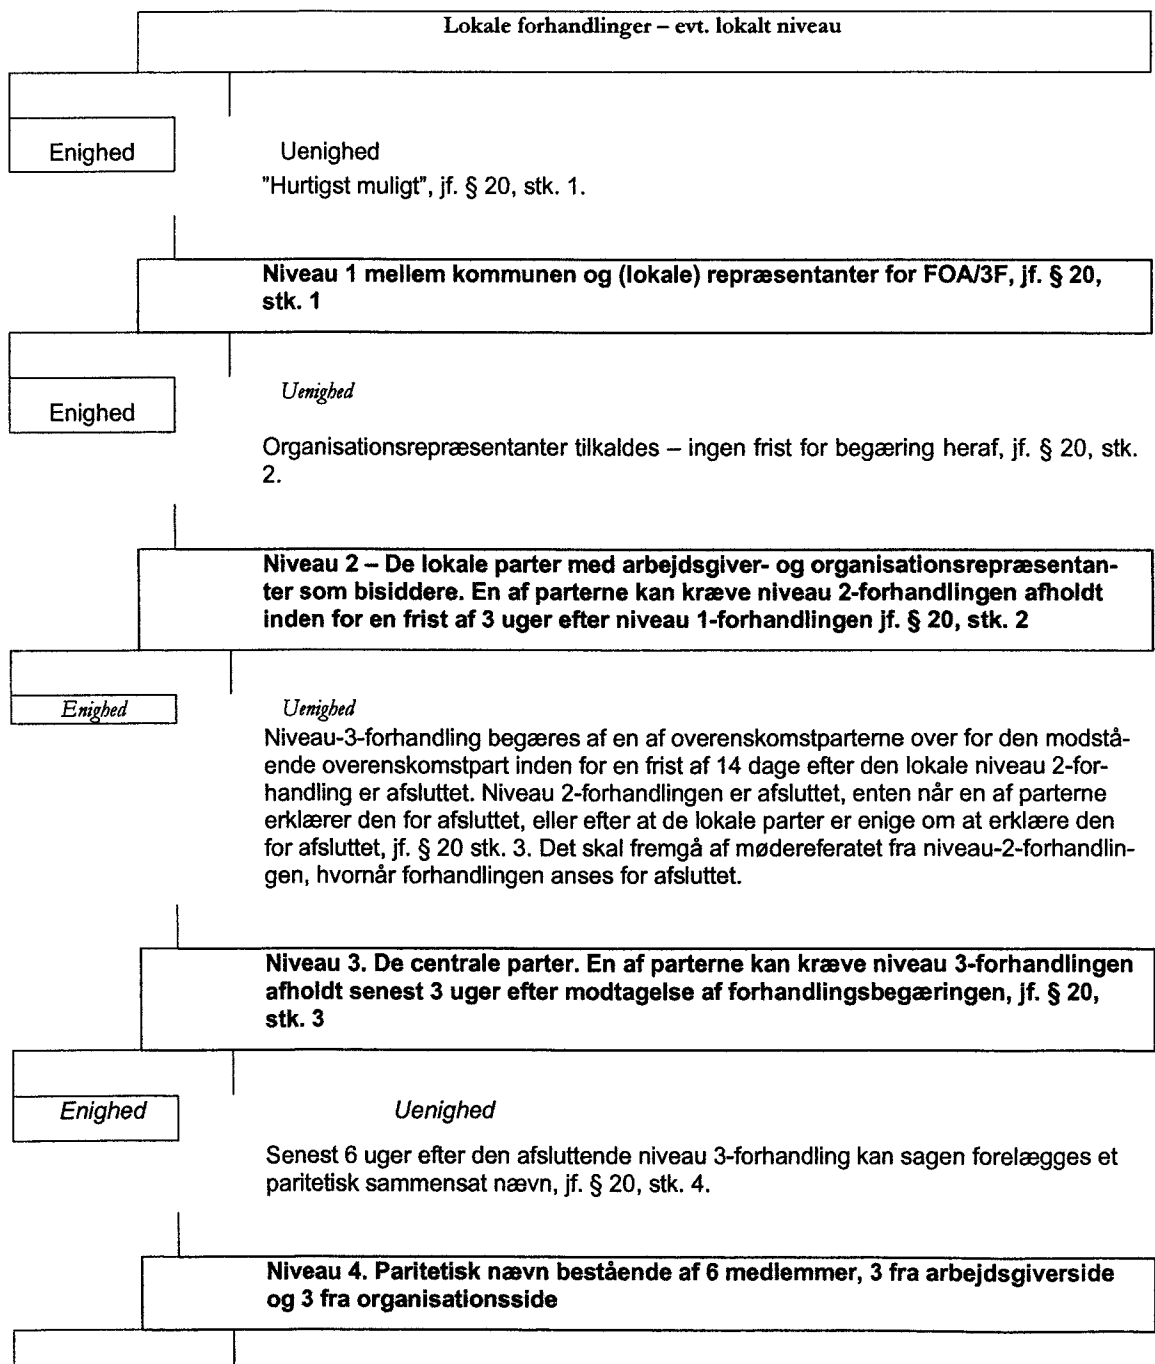 Lokale forhandlinger – evt. lokalt niveau
Enighed
Uenighed
"Hurtigst muligt", jf. § 20, stk. 1.
Niveau 1 mellem kommunen og (lokale) repræsentanter for FOA/3F, jf. § 20,
stk. 1
Enighed
Uenighed
Organisationsrepræsentanter tilkaldes – ingen frist for begæring heraf, jf. § 20, stk.
2.
Niveau 2 – De lokale parter med arbejdsgiver- og organisationsrepræsentan-
ter som bisiddere. En af parterne kan kræve niveau 2-forhandlingen afholdt
inden for en frist af 3 uger efter niveau 1-forhandlingen jf. § 20, stk. 2
Enighed
Uenighed
Niveau-3-forhandling begæres af en af overenskomstparterne over for den modstå-
ende overenskomstpart inden for en frist af 14 dage efter den lokale niveau 2-for-
handling er afsluttet. Niveau 2-forhandlingen er afsluttet, enten når en af parterne
erklærer den for afsluttet, eller efter at de lokale parter er enige om at erklære den
for afsluttet, jf. § 20 stk. 3. Det skal fremgå af mødereferatet fra niveau-2-forhandlin-
gen, hvornår forhandlingen anses for afsluttet.
Niveau 3. De centrale parter. En af parterne kan kræve niveau 3-forhandlingen
afholdt senest 3 uger efter modtagelse af forhandlingsbegæringen, jf. § 20,
stk. 3
Enighed
Uenighed
Senest 6 uger efter den afsluttende niveau 3-forhandling kan sagen forelægges et
paritetisk sammensat nævn, jf. § 20, stk. 4.
Niveau 4. Paritetisk nævn bestående af 6 medlemmer, 3 fra arbejdsgiverside
og 3 fra organisationsside